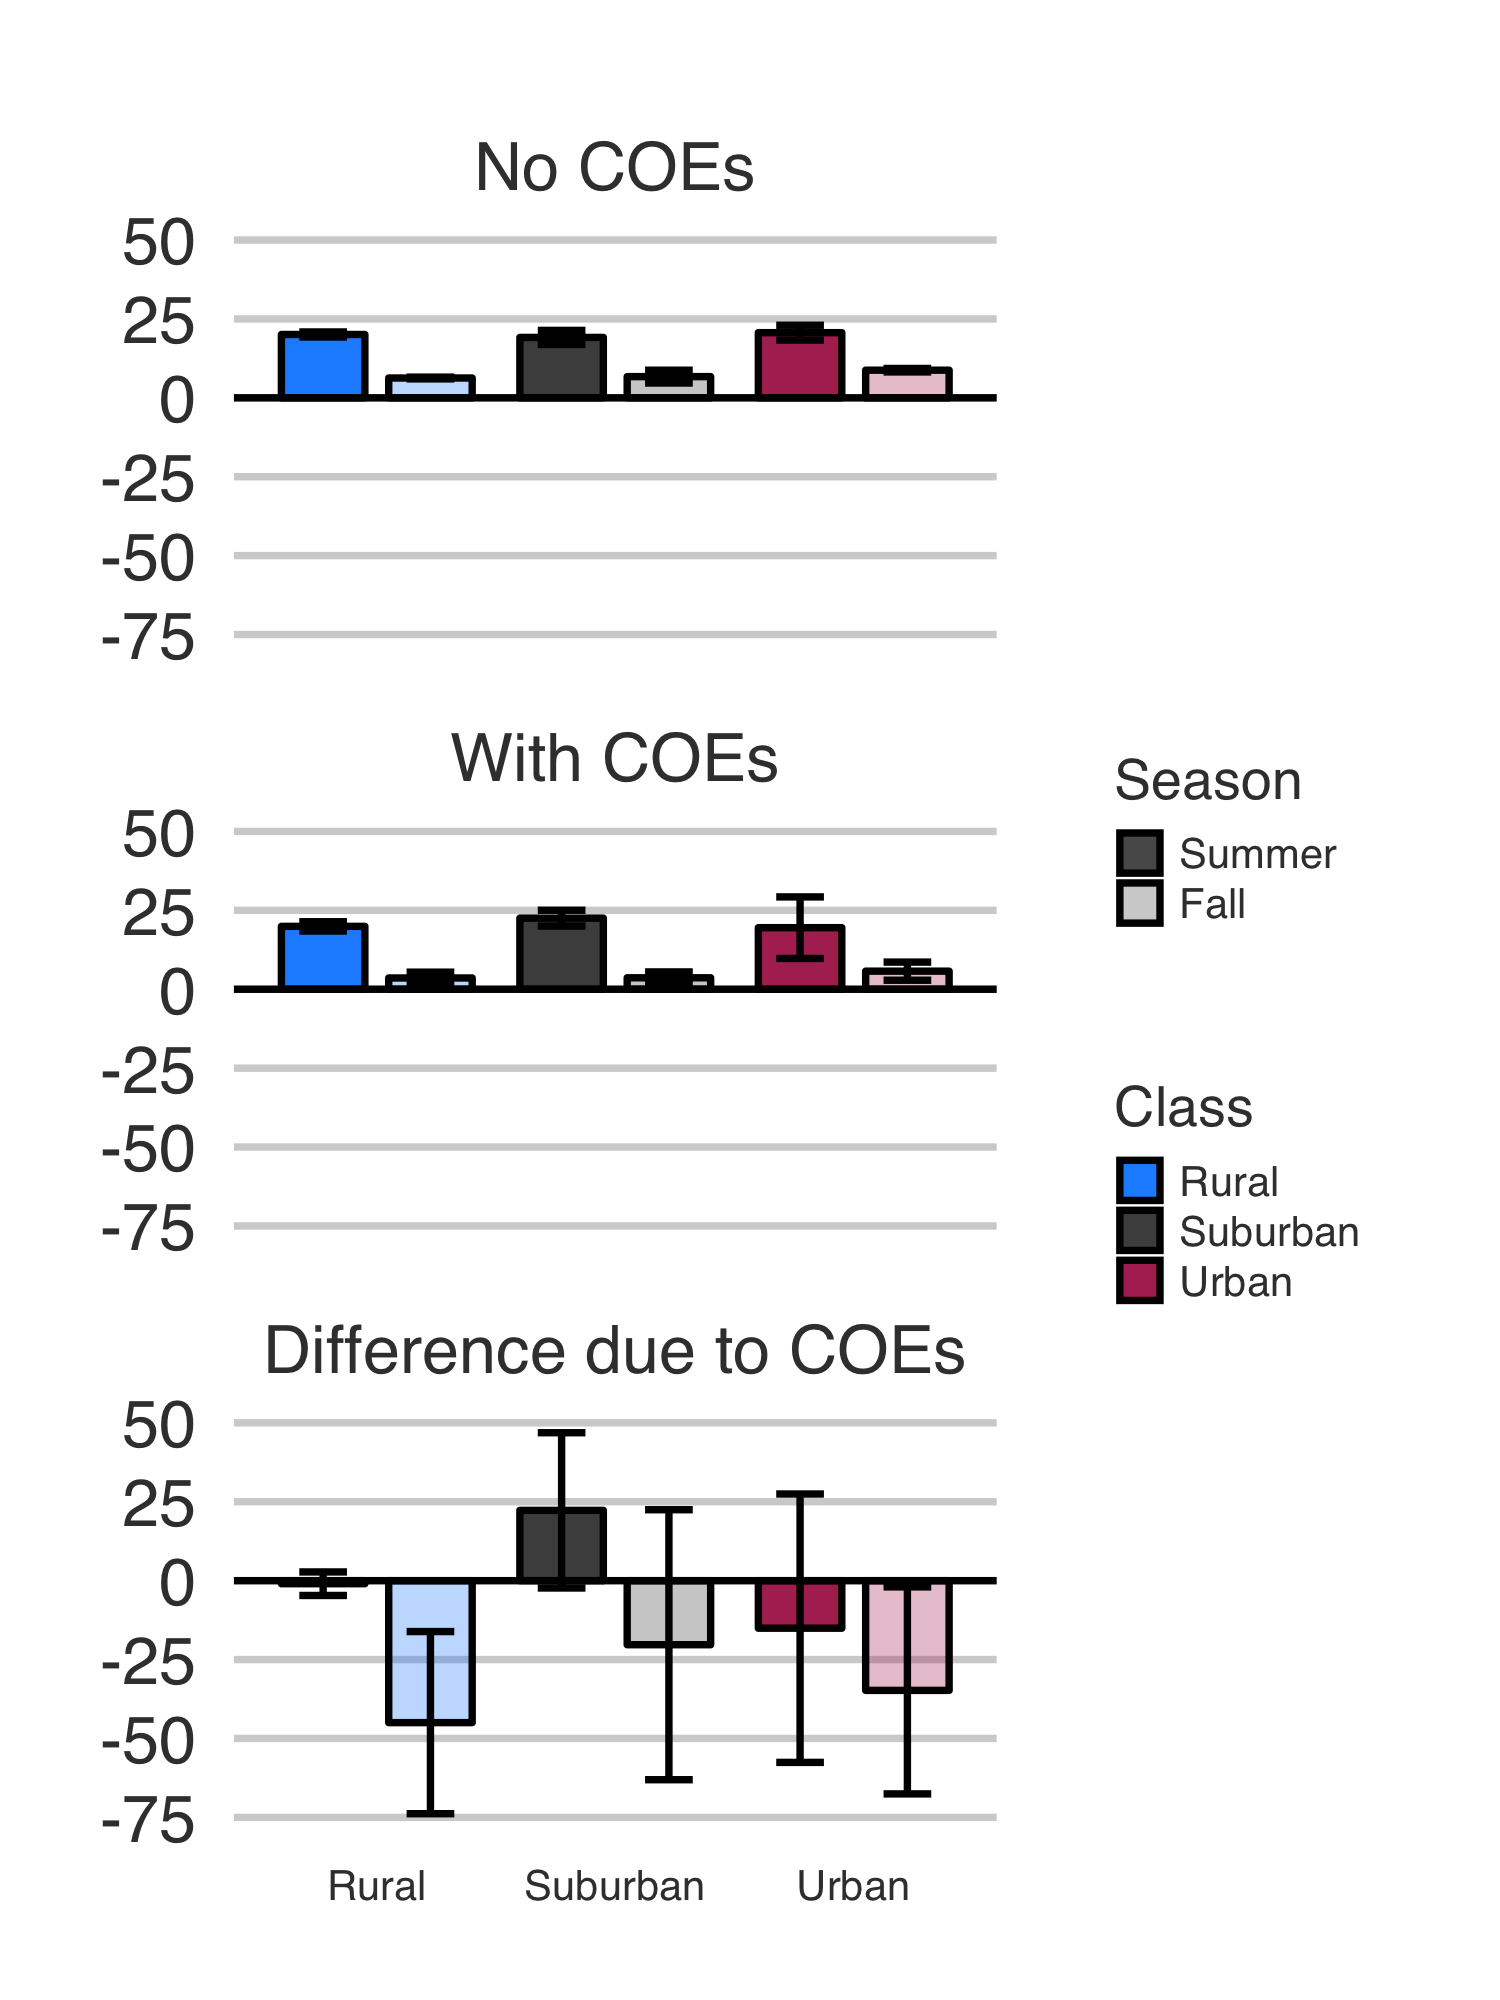 No COEs
50
25
0
-25
-50
-75
With COEs
50
25
0
-25
-50
-75
Season
Summer
Fall
Class
Rural
Suburban
Urban
Difference due to COEs
50
25
0
-25
-50
-75
Rural Suburban Urban